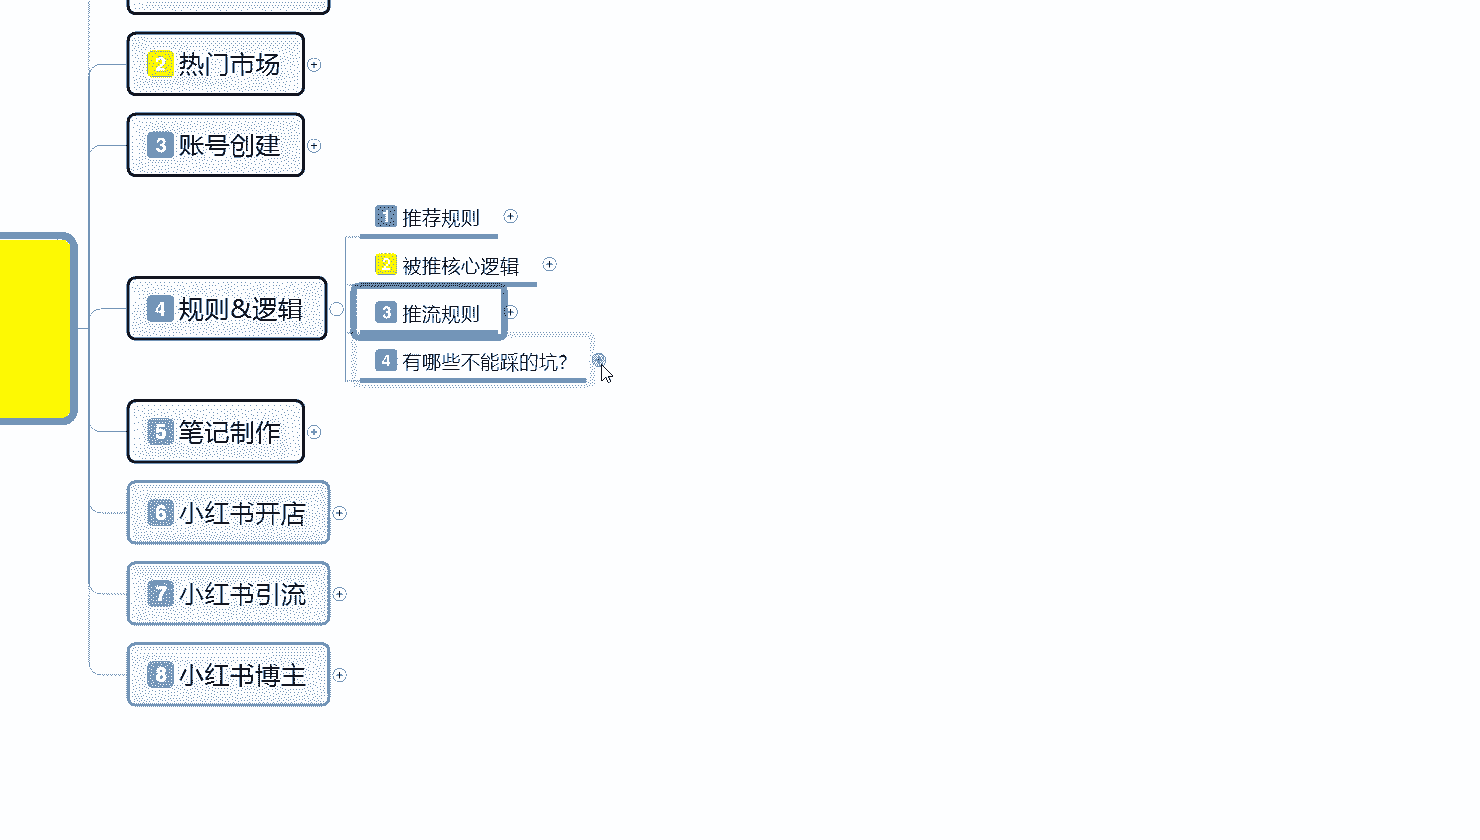 2 热门市场
3 账号创建
4 规则&逻辑
1 推荐规则
2 被推核心逻辑
3 推流规则
4 有哪些不能踩的坑?
5 笔记制作
6 小红书开店
7 小红书引流
8 小红书博主